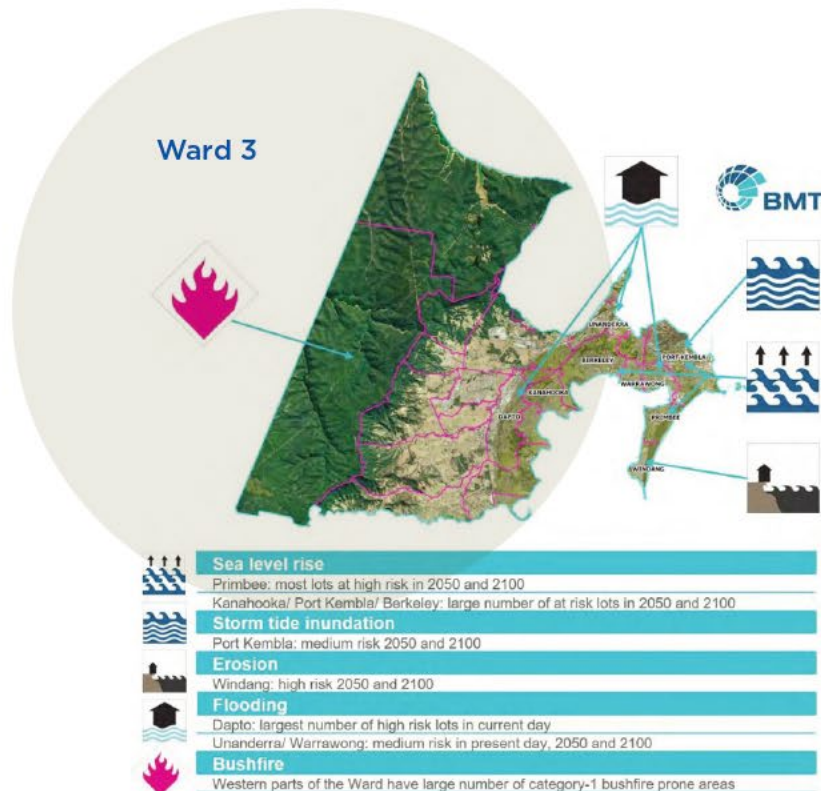 Ward 3
BMT
UNANDERRA
PORT KEMBLA
BERKELEY
WARRAWONG
KANAHOOKA
DAPTO
PRIMBEE
WINDANG
Sea level rise
Primbee: most lots at high risk in 2050 and 2100
Kanahooka/ Port Kembla/ Berkeley: large number of at risk lots in 2050 and 2100
Storm tide inundation
Port Kembla: medium risk 2050 and 2100
Erosion
Windang: high risk 2050 and 2100
Flooding
Dapto: largest number of high risk lots in current day
Unanderra/ Warrawong: medium risk in present day, 2050 and 2100
Bushfire
Western parts of the Ward have large number of category-1 bushfire prone areas